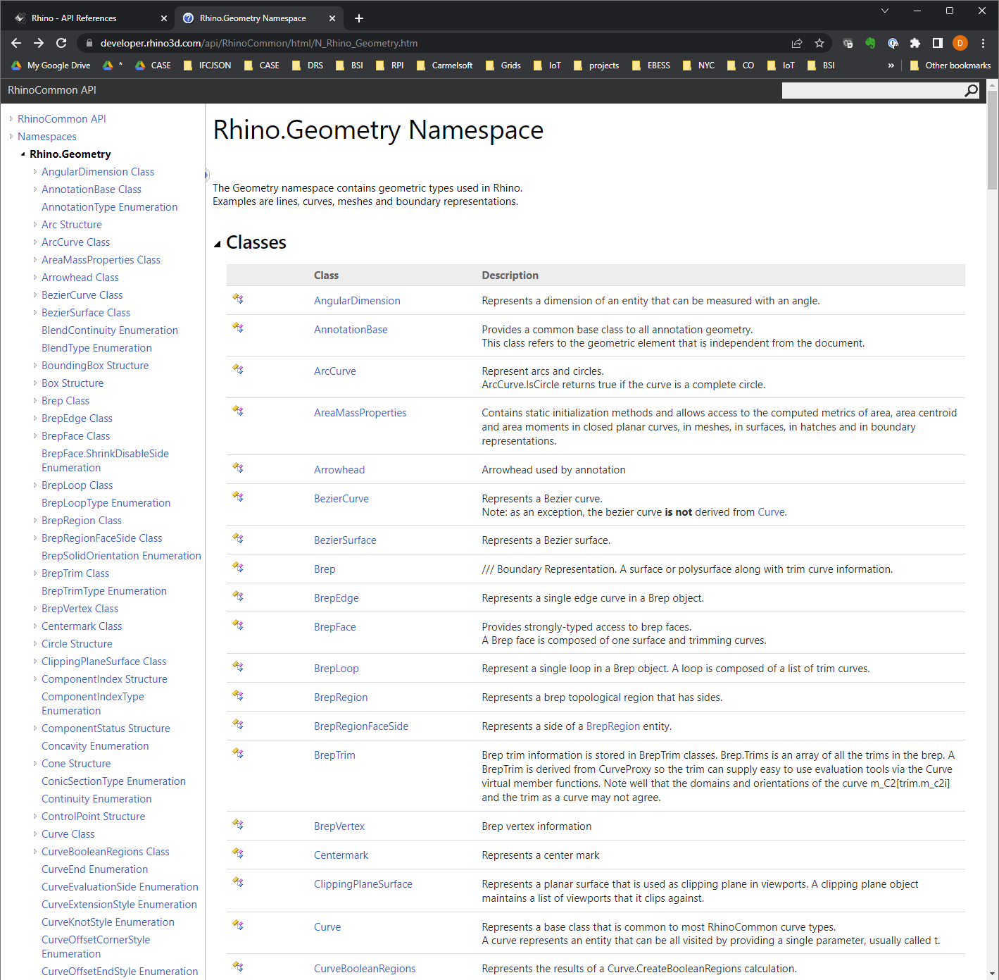 Rhino - API References
Rhino.Geometry Namespace
developer.rhino3d.com/api/RhinoCommon/html/N_Rhino_Geometry.htm
D
My Google Drive * CASE IFCJSON CASE DRS BSI RPI Carmelsoft Grids IoT projects EBESS NYC CO IoT BSI » Other bookmarks
RhinoCommon API
RhinoCommon API
Namespaces
Rhino.Geometry
AngularDimension Class
AnnotationBase Class
AnnotationType Enumeration
Arc Structure
ArcCurve Class
AreaMassProperties Class
Arrowhead Class
BezierCurve Class
BezierSurface Class
BlendContinuity Enumeration
BlendType Enumeration
BoundingBox Structure
Box Structure
Brep Class
BrepEdge Class
BrepFace Class
BrepFace.ShrinkDisableSide
Enumeration
BrepLoop Class
BrepLoopType Enumeration
BrepRegion Class
BrepRegionFaceSide Class
BrepSolidOrientation Enumeration
BrepTrim Class
BrepTrimType Enumeration
BrepVertex Class
Centermark Class
Circle Structure
ClippingPlaneSurface Class
ComponentIndex Structure
ComponentIndexType
Enumeration
ComponentStatus Structure
Concavity Enumeration
Cone Structure
ConicSectionType Enumeration
Continuity Enumeration
ControlPoint Structure
Curve Class
CurveBooleanRegions Class
CurveEnd Enumeration
CurveEvaluationSide Enumeration
CurveExtensionStyle Enumeration
CurveKnotStyle Enumeration
CurveOffsetCornerStyle
Enumeration
CurveOffsetEndStyle Enumeration
Rhino.Geometry Namespace
The Geometry namespace contains geometric types used in Rhino.
Examples are lines, curves, meshes and boundary representations.
Classes
Class Description
AngularDimension Represents a dimension of an entity that can be measured with an angle.
AnnotationBase Provides a common base class to all annotation geometry.
This class refers to the geometric element that is independent from the document.
ArcCurve Represent arcs and circles.
ArcCurve.IsCircle returns true if the curve is a complete circle.
AreaMassProperties Contains static initialization methods and allows access to the computed metrics of area, area centroid
and area moments in closed planar curves, in meshes, in surfaces, in hatches and in boundary
representations.
Arrowhead Arrowhead used by annotation
BezierCurve Represents a Bezier curve.
Note: as an exception, the bezier curve is not derived from Curve.
BezierSurface Represents a Bezier surface.
Brep /// Boundary Representation. A surface or polysurface along with trim curve information.
BrepEdge Represents a single edge curve in a Brep object.
BrepFace Provides strongly-typed access to brep faces.
A Brep face is composed of one surface and trimming curves.
BrepLoop Represent a single loop in a Brep object. A loop is composed of a list of trim curves.
BrepRegion Represents a brep topological region that has sides.
BrepRegionFaceSide Represents a side of a BrepRegion entity.
BrepTrim Brep trim information is stored in BrepTrim classes. Brep.Trims is an array of all the trims in the brep. A
BrepTrim is derived from CurveProxy so the trim can supply easy to use evaluation tools via the Curve
virtual member functions. Note well that the domains and orientations of the curve m_C2[trim.m_c2i]
and the trim as a curve may not agree.
BrepVertex Brep vertex information
Centermark Represents a center mark
ClippingPlaneSurface Represents a planar surface that is used as clipping plane in viewports. A clipping plane object
maintains a list of viewports that it clips against.
Curve Represents a base class that is common to most RhinoCommon curve types.
A curve represents an entity that can be all visited by providing a single parameter, usually called t.
CurveBooleanRegions Represents the results of a Curve.CreateBooleanRegions calculation.